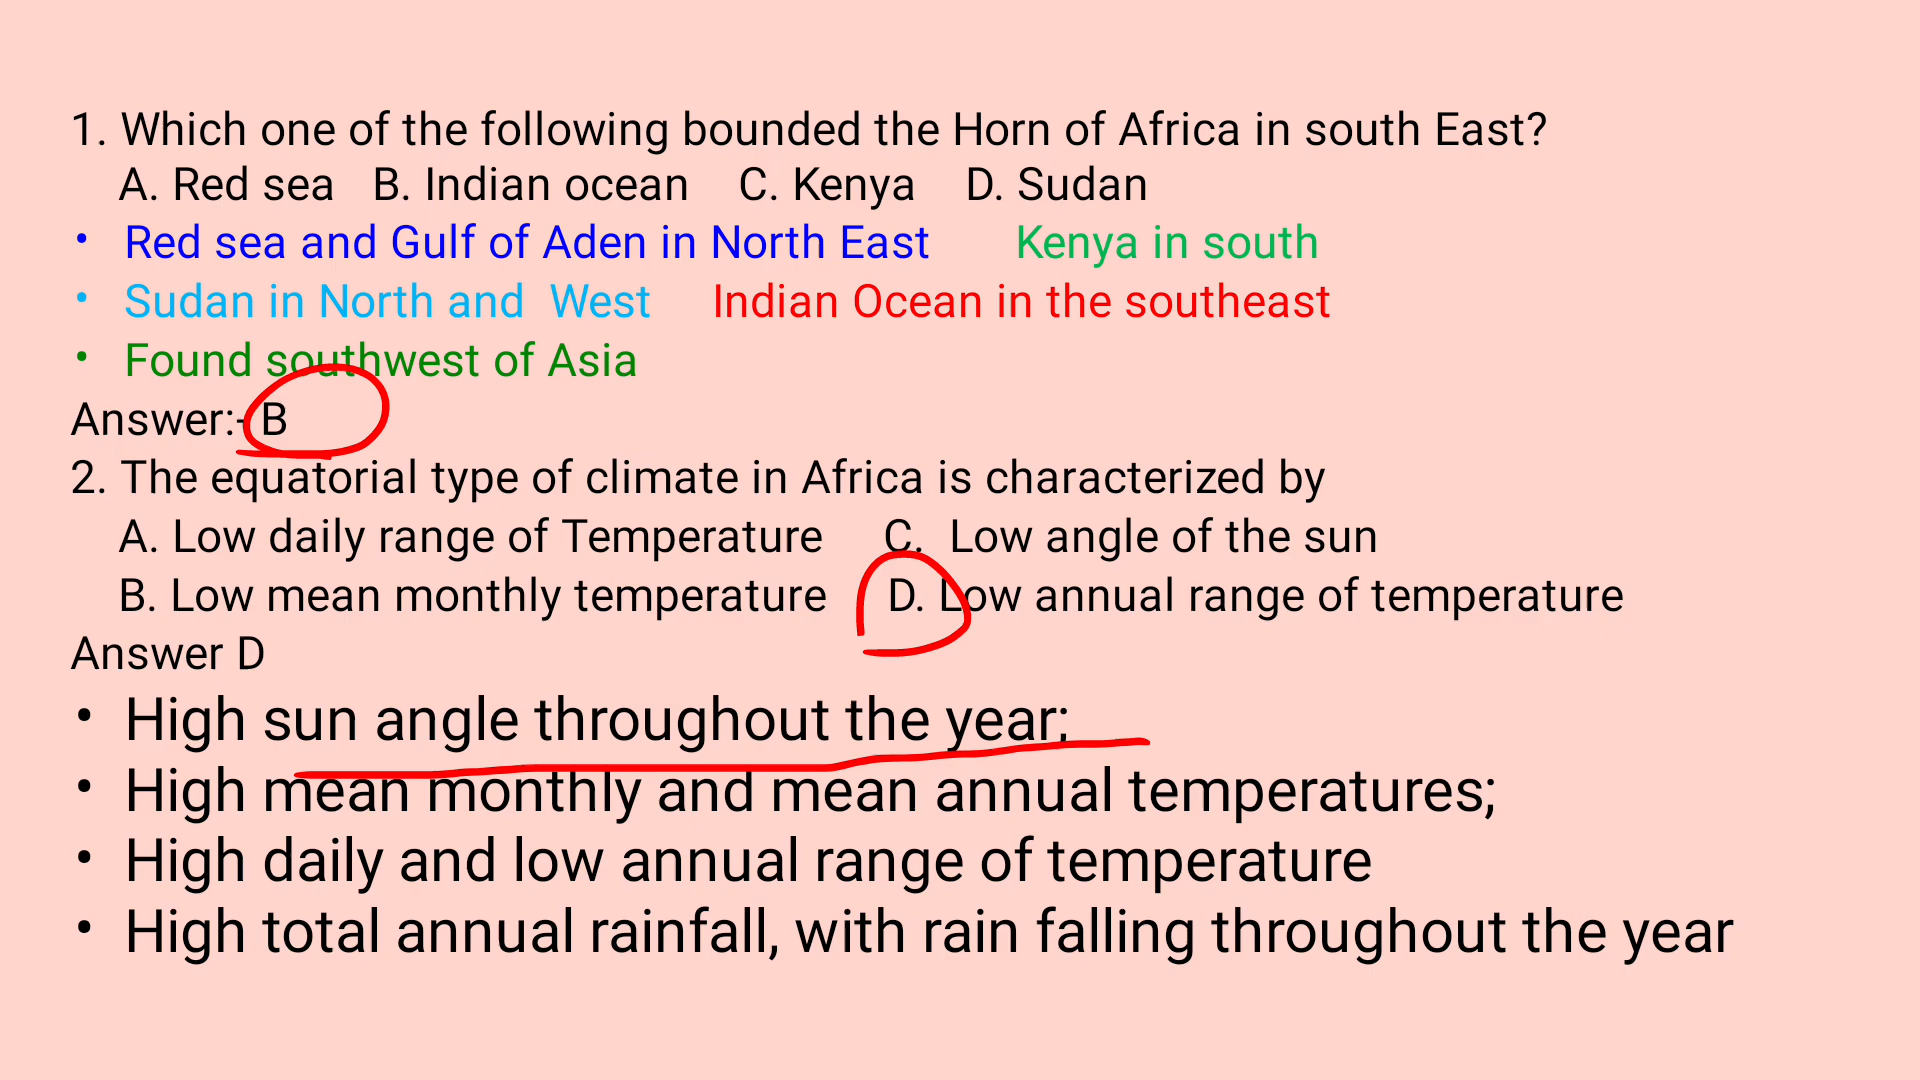 1. Which one of the following bounded the Horn of Africa in south East?
A. Red sea B. Indian ocean C. Kenya D. Sudan
• Red sea and Gulf of Aden in North East Kenya in south
• Sudan in North and West Indian Ocean in the southeast
• Found southwest of Asia
Answer:- B
2. The equatorial type of climate in Africa is characterized by
A. Low daily range of Temperature C. Low angle of the sun
B. Low mean monthly temperature D. Low annual range of temperature
Answer D
• High sun angle throughout the year;
• High mean monthly and mean annual temperatures;
• High daily and low annual range of temperature
• High total annual rainfall, with rain falling throughout the year